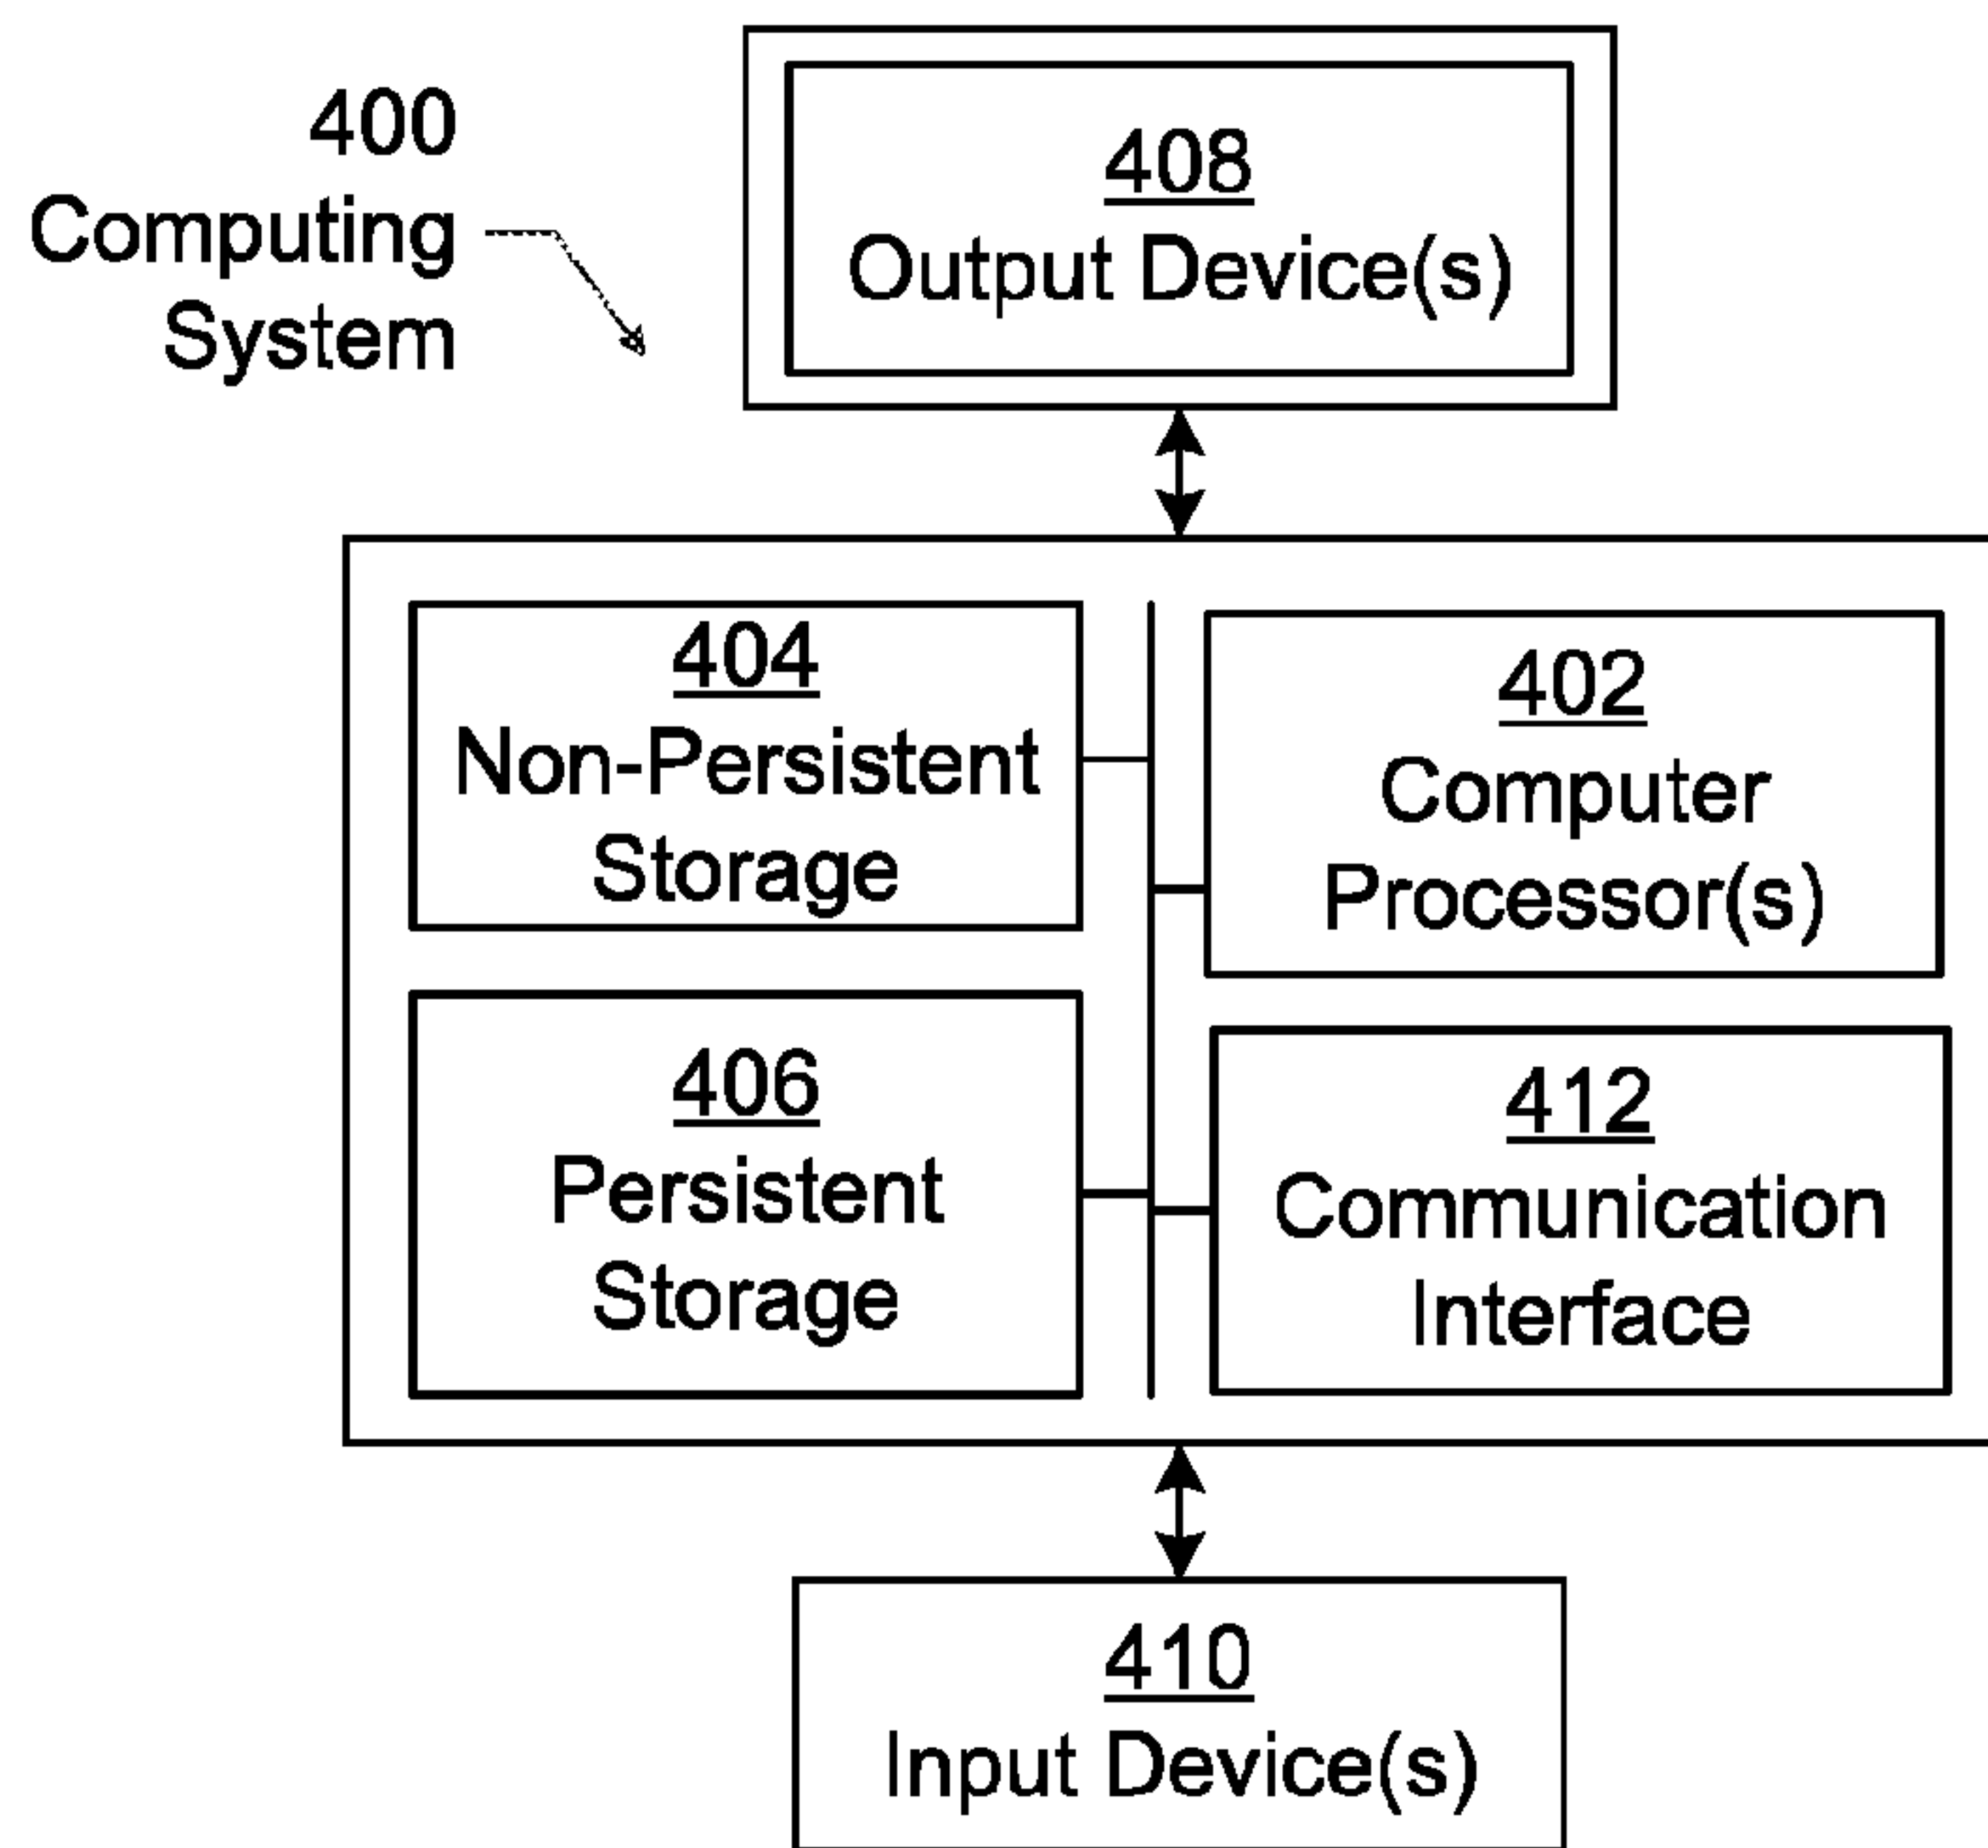 400
Computing
System
408
Output Device(s)
404
Non-Persistent
Storage
402
Computer
Processor(s)
406
Persistent
Storage
412
Communication
Interface
410
Input Device(s)